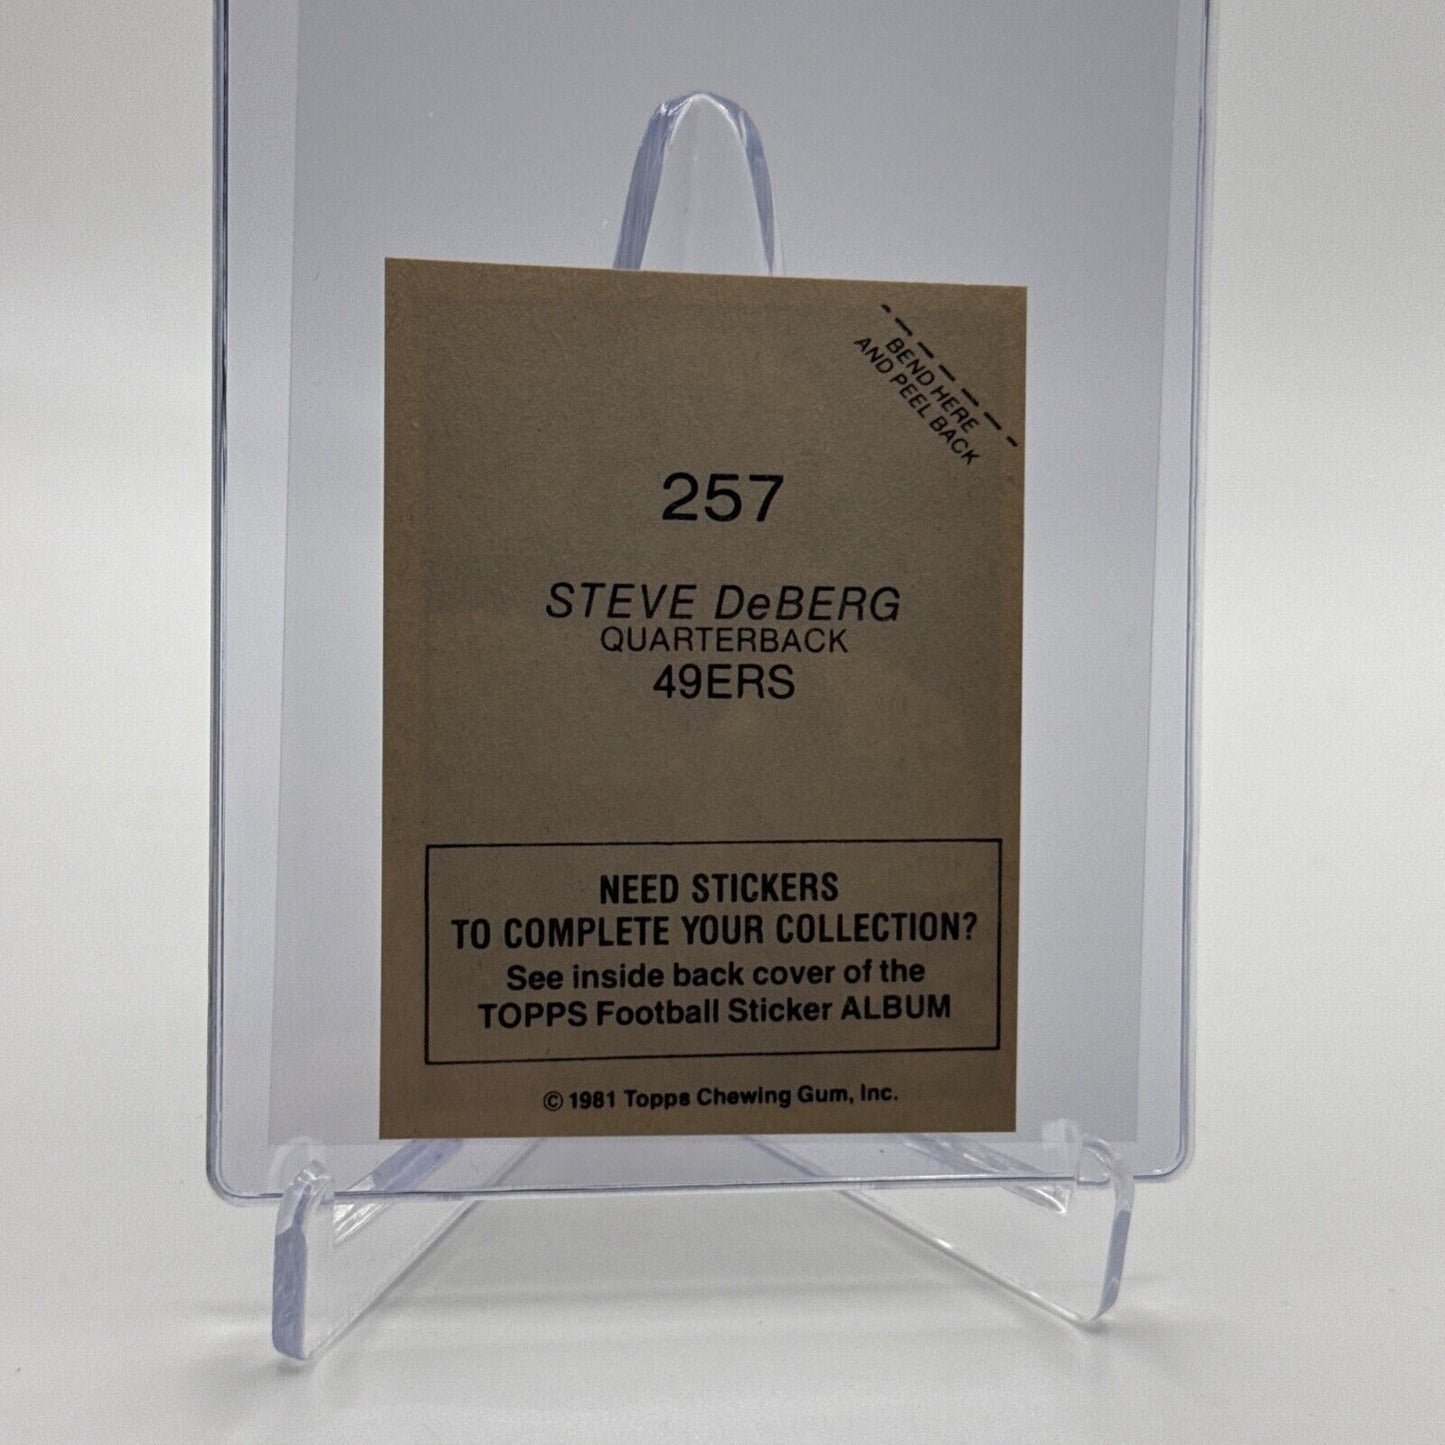 BEND HERE
AND PEEL BACK
257
STEVE DeBERG
QUARTERBACK
49ERS
NEED STICKERS
TO COMPLETE YOUR COLLECTION?
See inside back cover of the
TOPPS Football Sticker ALBUM
© 1981 Topps Chewing Gum, Inc.